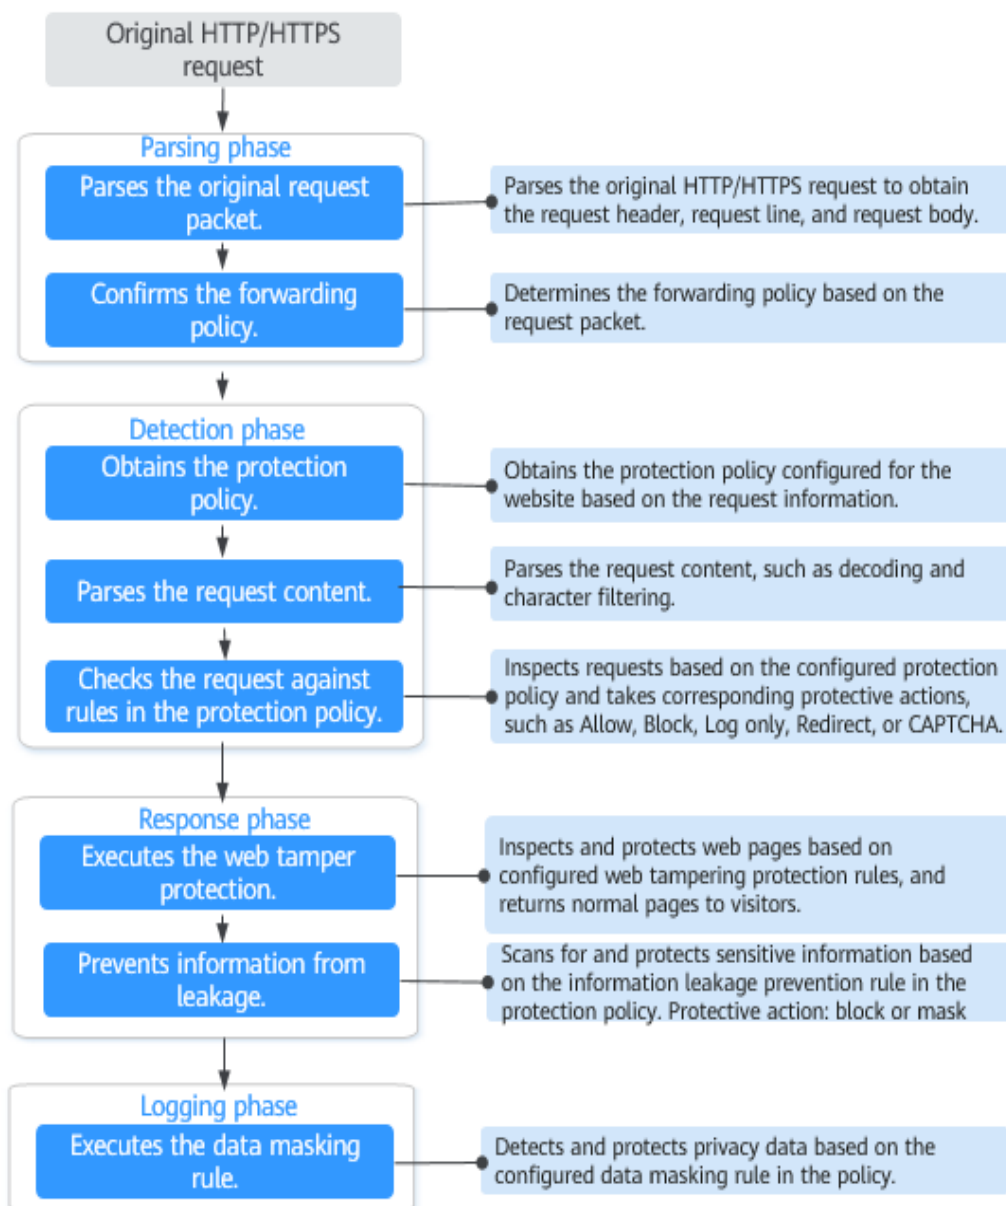 Original HTTP/HTTPS
request
Parsing phase
Parses the original request
packet.
Parses the original HTTP/HTTPS request to obtain
the request header, request line, and request body.
Confirms the forwarding
policy.
Determines the forwarding policy based on the
request packet.
Detection phase
Obtains the protection
policy.
Obtains the protection policy configured for the
website based on the request information.
Parses the request content.
Parses the request content, such as decoding and
character filtering.
Checks the request against
rules in the protection policy.
Inspects requests based on the configured protection
policy and takes corresponding protective actions,
such as Allow, Block, Log only, Redirect, or CAPTCHA.
Response phase
Executes the web tamper
protection.
Inspects and protects web pages based on
configured web tampering protection rules, and
returns normal pages to visitors.
Prevents information from
leakage.
Scans for and protects sensitive information based
on the information leakage prevention rule in the
protection policy. Protective action: block or mask
Logging phase
Executes the data masking
rule.
Detects and protects privacy data based on the
configured data masking rule in the policy.